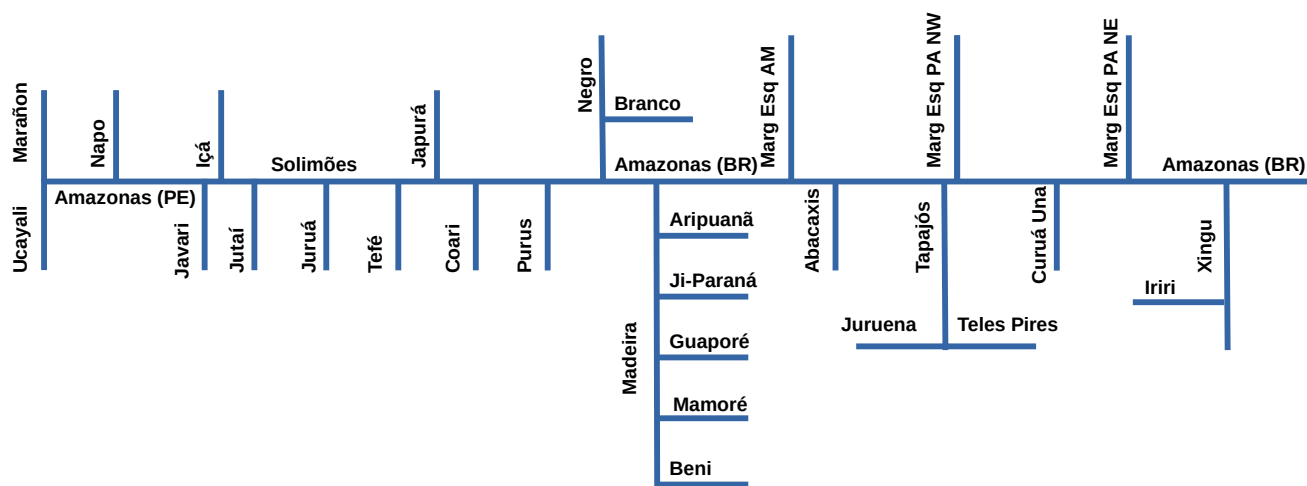 Marañon
Napo
Içá
Solimões
Japurá
Negro
Branco
Amazonas (BR)
Marg Esq AM
Marg Esq PA NW
Marg Esq PA NE
Amazonas (BR)
Ucayali
Amazonas (PE)
Javari
Jutaí
Juruá
Tefé
Coari
Purus
Madeira
Aripuanã
Ji-Paraná
Guaporé
Mamoré
Beni
Abacaxis
Tapajós
Juruena
Teles Pires
Curuá Una
Iriri
Xingu